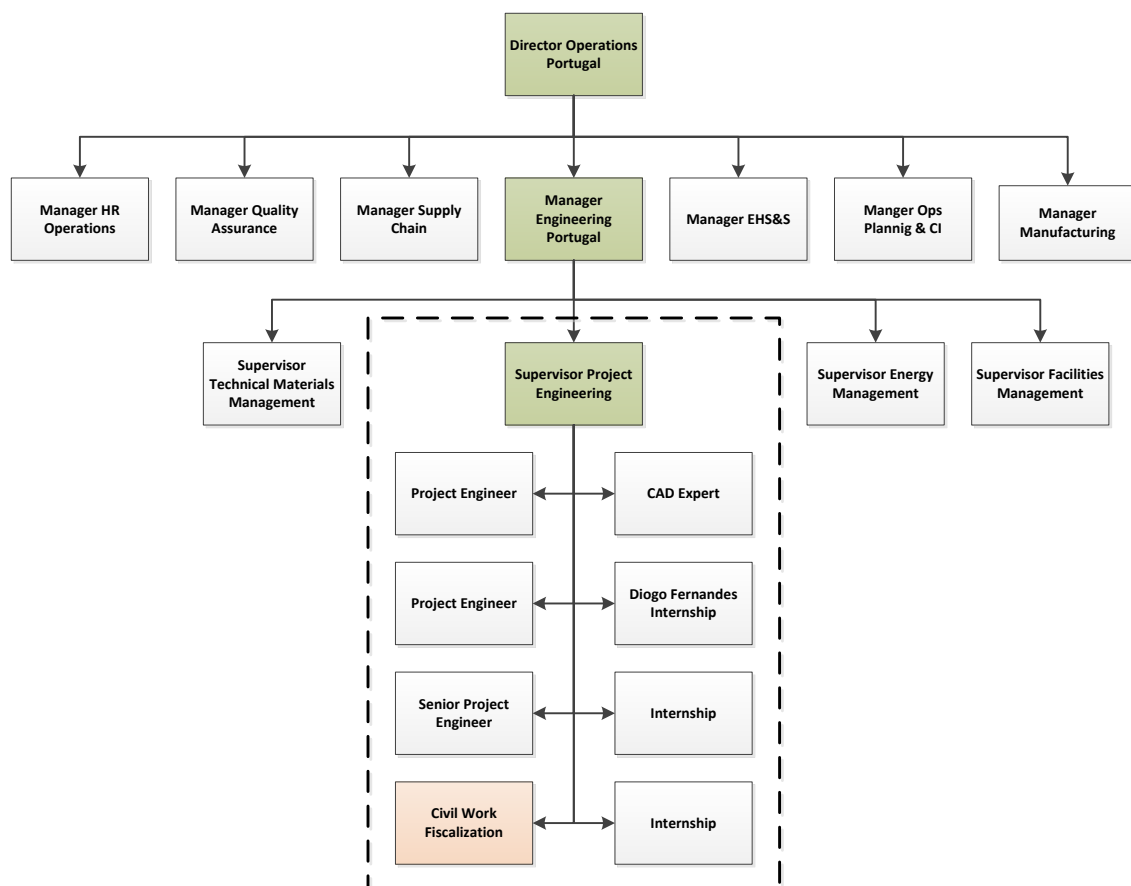 Director Operations
Portugal
Manager HR
Operations
Manager Quality
Assurance
Manager Supply
Chain
Manager
Engineering
Portugal
Manager EHS&S
Manger Ops
Plannig & CI
Manager
Manufacturing
Supervisor
Technical Materials
Management
Supervisor Project
Engineering
Supervisor Energy
Management
Supervisor Facilities
Management
Project Engineer
CAD Expert
Project Engineer
Diogo Fernandes
Internship
Senior Project
Engineer
Internship
Civil Work
Fiscalization
Internship